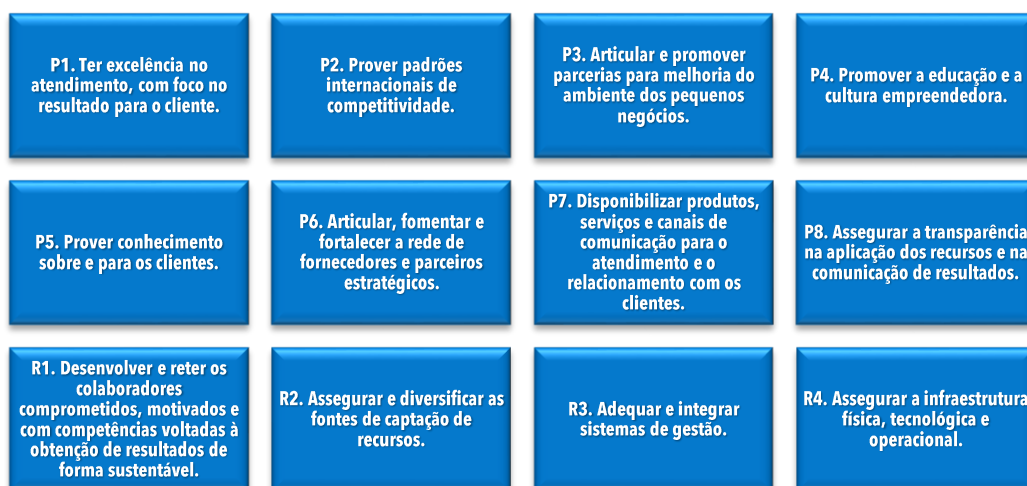 P1. Ter excelência no
atendimento, com foco no
resultado para o cliente.
P2. Prover padrões
internacionais de
competitividade.
P3. Articular e promover
parcerias para melhoria do
ambiente dos pequenos
negócios.
P4. Promover a educação e a
cultura empreendedora.
P5. Prover conhecimento
sobre e para os clientes.
P6. Articular, fomentar e
fortalecer a rede de
fornecedores e parceiros
estratégicos.
P7. Disponibilizar produtos,
serviços e canais de
comunicação para o
atendimento e o
relacionamento com os
clientes.
P8. Assegurar a transparência
na aplicação dos recursos e na
comunicação de resultados.
R1. Desenvolver e reter os
colaboradores
comprometidos, motivados e
com competências voltadas à
obtenção de resultados de
forma sustentável.
R2. Assegurar e diversificar as
fontes de captação de
recursos.
R3. Adequar e integrar
sistemas de gestão.
R4. Assegurar a infraestrutura
física, tecnológica e
operacional.